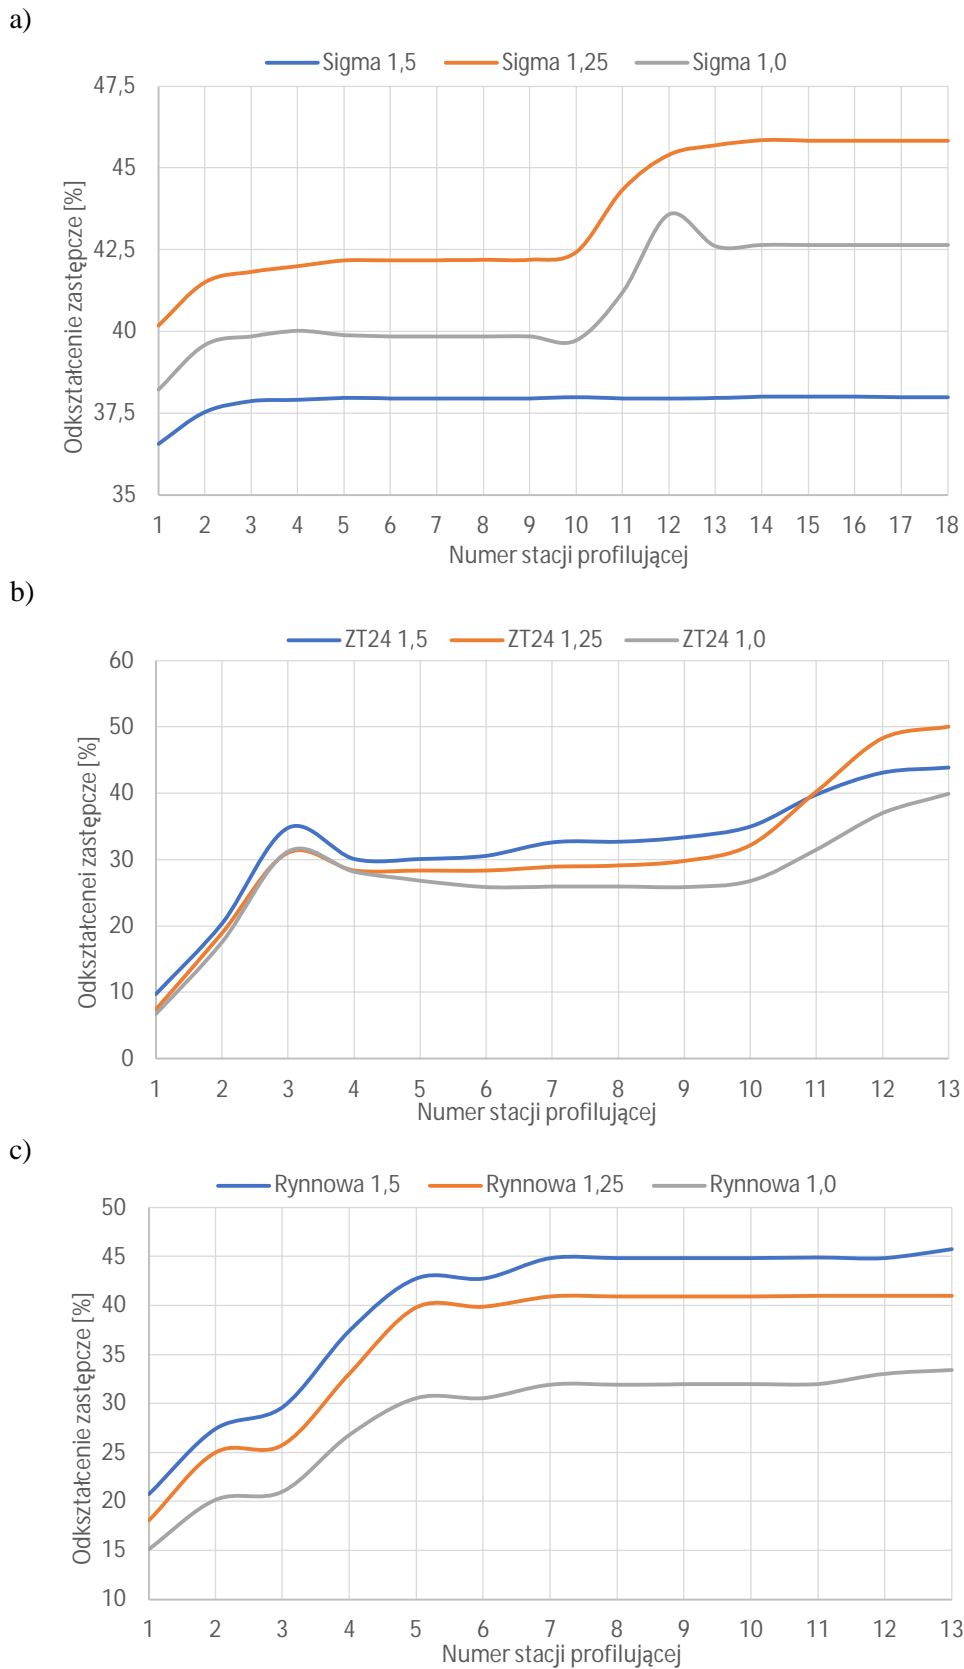 a)
Sigma 1,5 Sigma 1,25 Sigma 1,0
47,5
45
42,5
40
37,5
35
Odkształcenie zastępcze [%]
1 2 3 4 5 6 7 8 9 10 11 12 13 14 15 16 17 18
Numer stacji profilującej
b)
ZT24 1,5 ZT24 1,25 ZT24 1,0
60
50
40
30
20
10
0
Odkształcenei zastępcze [%]
1 2 3 4 5 6 7 8 9 10 11 12 13
Numer stacji profilującej
c)
Rynnowa 1,5 Rynnowa 1,25 Rynnowa 1,0
50
45
40
35
30
25
20
15
10
Odkształcenie zastępcze [%]
1 2 3 4 5 6 7 8 9 10 11 12 13
Numer stacji profilującej